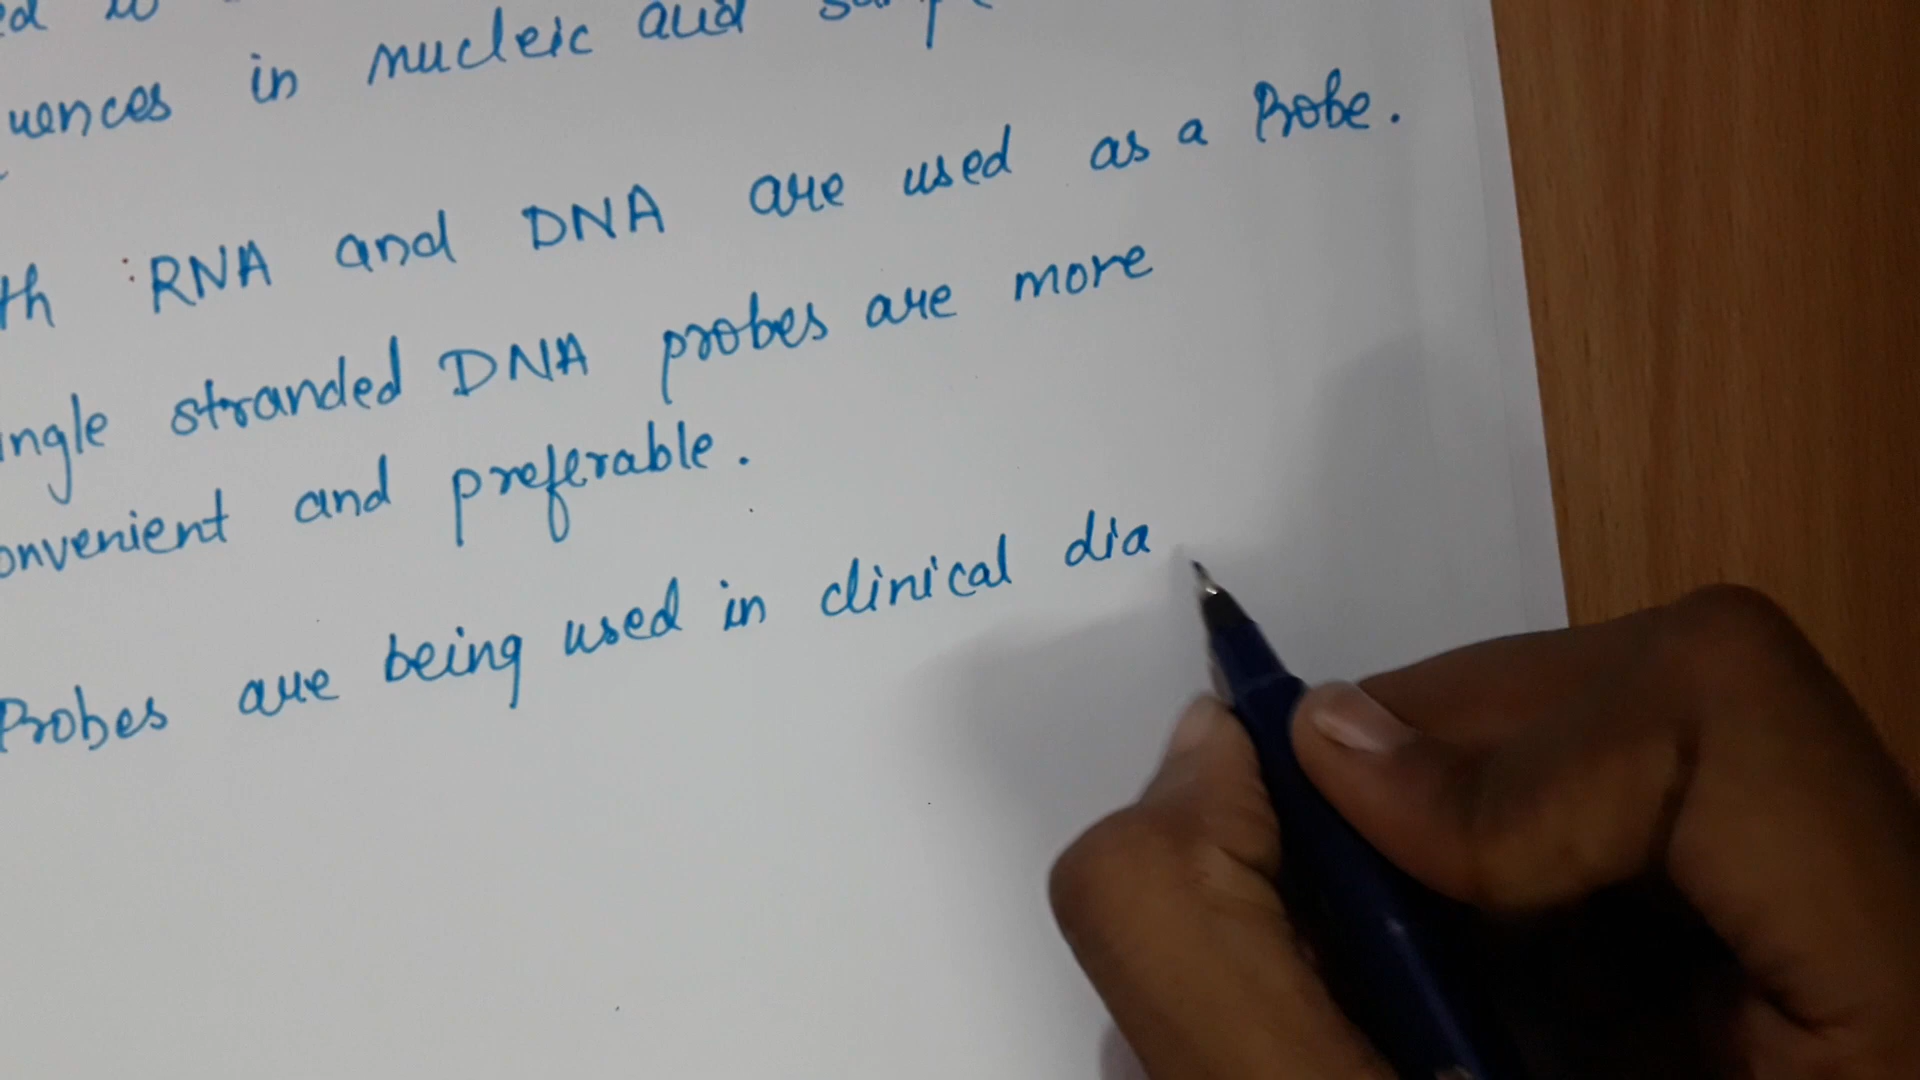 uences in nucleic acid
th RNA and DNA are used as a Probe.
ingle stranded DNA probes are more
onvenient and preferable.
Probes are being used in clinical dia